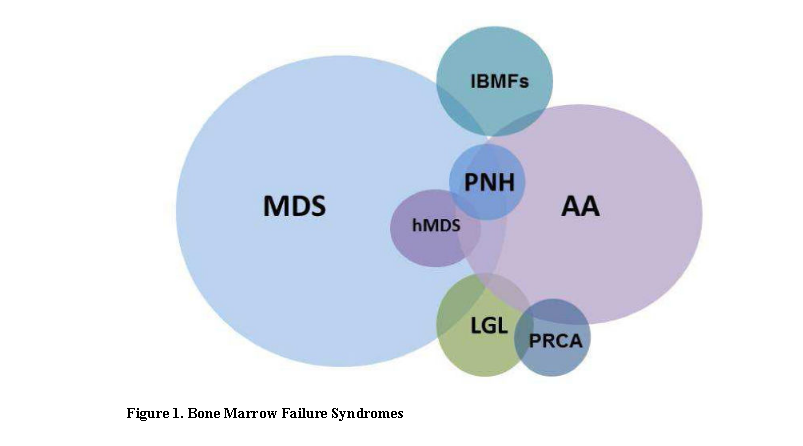 IBMFs
PNH
MDS
AA
hMDS
LGL
PRCA
Figure 1. Bone Marrow Failure Syndromes